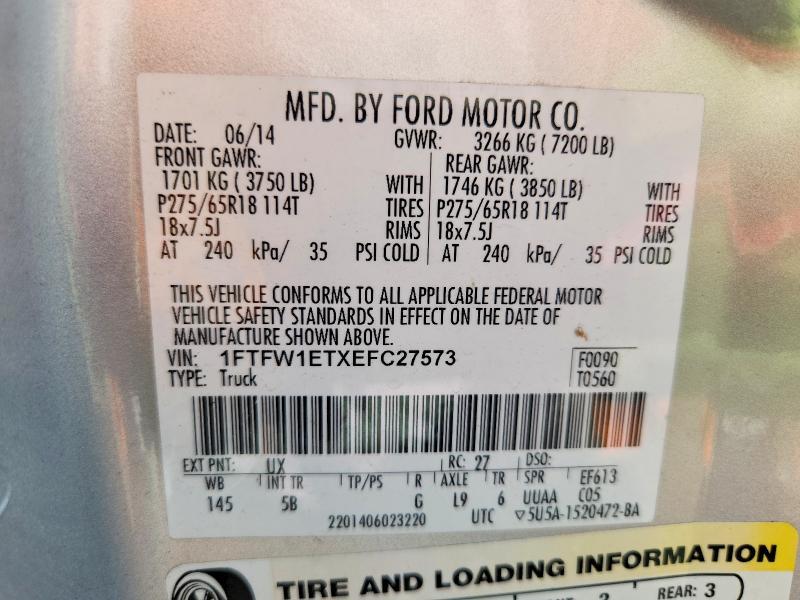 MFD. BY FORD MOTOR CO.
DATE: 06/14 GVWR: 3266 KG ( 7200 LB)
FRONT GAWR: REAR GAWR:
1701 KG ( 3750 LB) WITH 1746 KG ( 3850 LB) WITH
P275/65R18 114T TIRES P275/65R18 114T TIRES
18x7.5J RIMS 18x7.5J RIMS
AT 240 kPa/ 35 PSI COLD AT 240 kPa/ 35 PSI COLD
THIS VEHICLE CONFORMS TO ALL APPLICABLE FEDERAL MOTOR
VEHICLE SAFETY STANDARDS IN EFFECT ON THE DATE OF
MANUFACTURE SHOWN ABOVE.
VIN: 1FTFW1ETXEFC27573 F0090
TYPE: Truck T0560
EXT PNT: UX RC: 27 DSO:
WB INT TR TP/PS R AXLE TR SPR EF613
145 5B G L9 6 UUAA C05
2201406023220 UTC ▽5U5A-1520472-BA
TIRE AND LOADING INFORMATION
REAR: 3